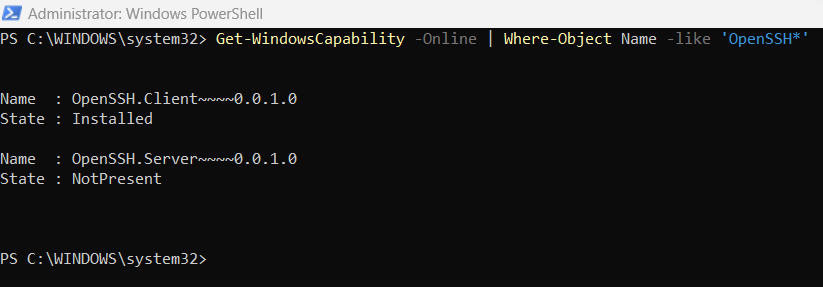 Administrator: Windows PowerShell
PS C:\WINDOWS\system32> Get-WindowsCapability -Online | Where-Object Name -like 'OpenSSH*'
Name  : OpenSSH.Client~~~~0.0.1.0
State : Installed
Name  : OpenSSH.Server~~~~0.0.1.0
State : NotPresent
PS C:\WINDOWS\system32>